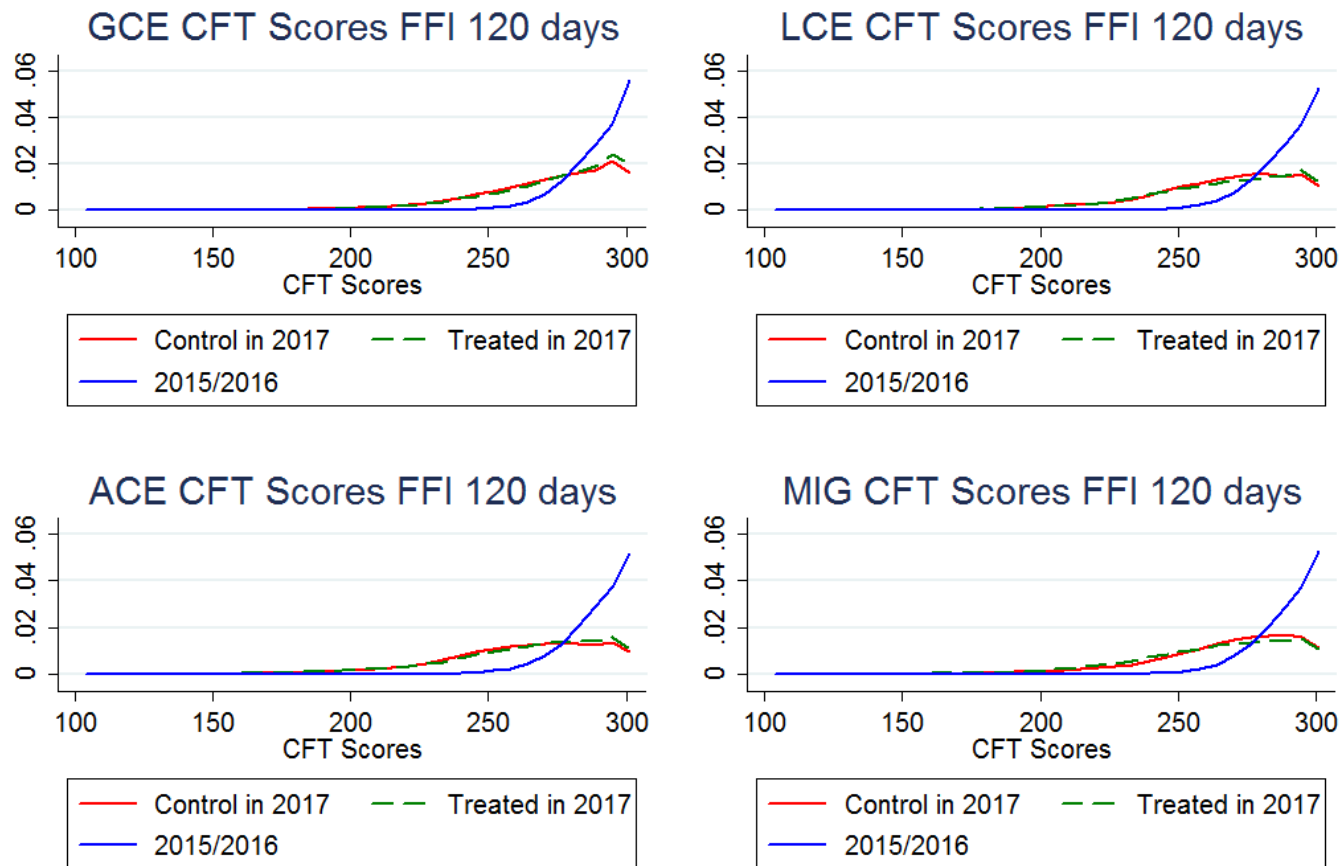 GCE CFT Scores FFI 120 days
.06
.04
.02
0
100 150 200 250 300
CFT Scores
Control in 2017 Treated in 2017
2015/2016
LCE CFT Scores FFI 120 days
.06
.04
.02
0
100 150 200 250 300
CFT Scores
Control in 2017 Treated in 2017
2015/2016
ACE CFT Scores FFI 120 days
.06
.04
.02
0
100 150 200 250 300
CFT Scores
Control in 2017 Treated in 2017
2015/2016
MIG CFT Scores FFI 120 days
.06
.04
.02
0
100 150 200 250 300
CFT Scores
Control in 2017 Treated in 2017
2015/2016